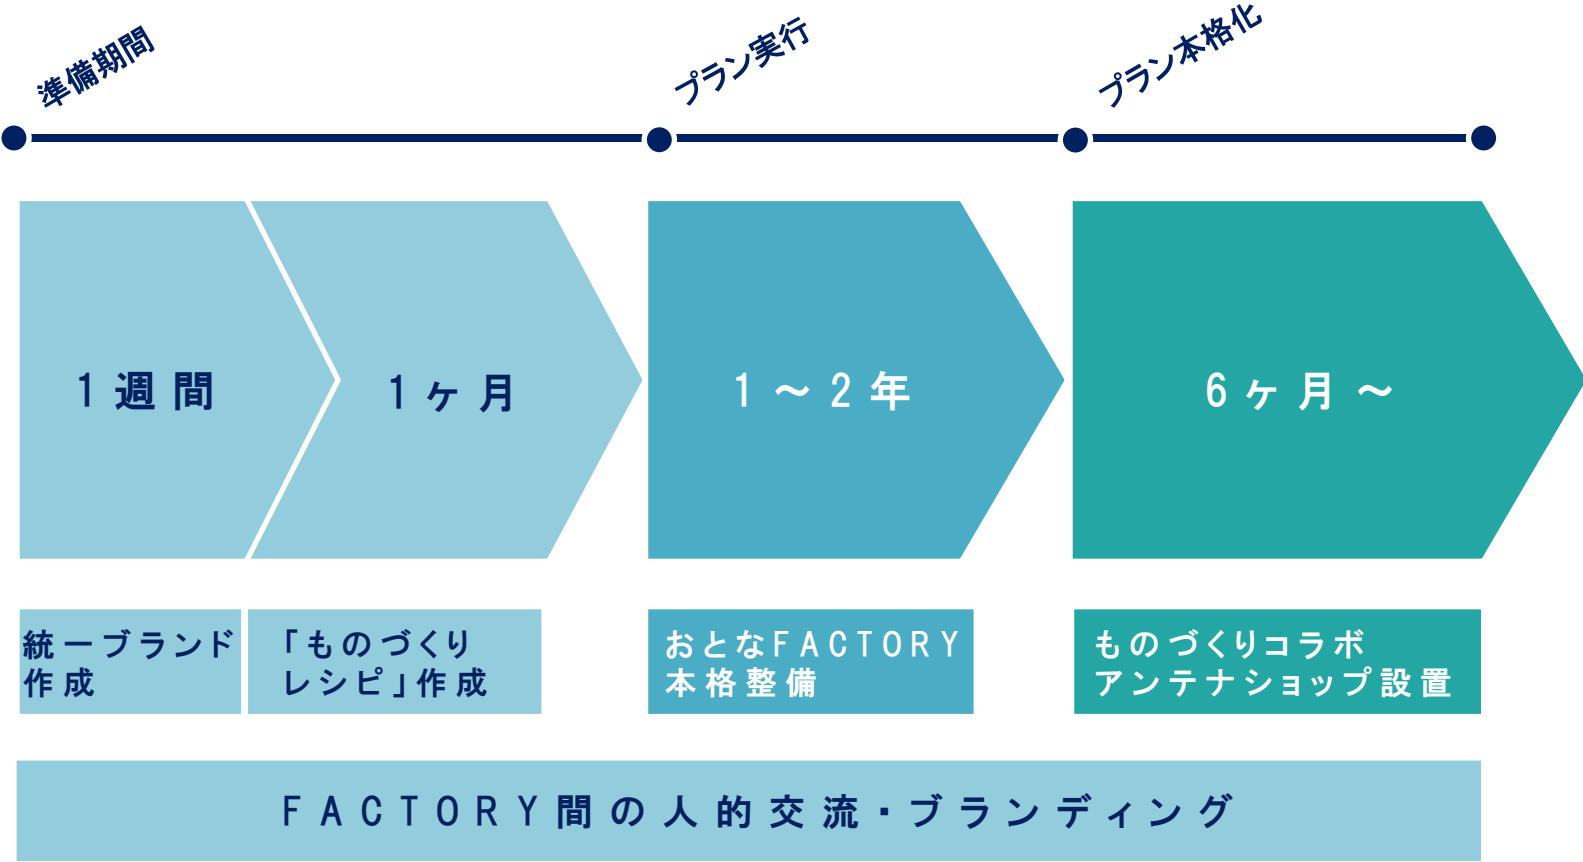 準備期間
プラン実行
プラン本格化
1週間
1ヶ月
1～2年
6ヶ月～
統一ブランド
作成
「ものづくり
レシピ」作成
おとなFACTORY
本格整備
ものづくりコラボ
アンテナショップ設置
FACTORY間の人的交流・ブランディング